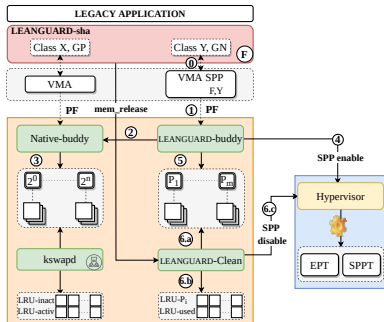 LEGACY APPLICATION
LEANGUARD-sha
Class X, GP
Class Y, GN
F
0
VMA
VMA SPP
F,Y
PF
mem_release
1
PF
Native-buddy
2
LEANGUARD-buddy
4
SPP enable
3
5
2^0
2^n
P_1
P_m
Hypervisor
6.a
6.c
SPP
disable
kswapd
LEANGUARD-Clean
EPT
SPPT
6.b
LRU-inact
LRU-activ
LRU-P_i
LRU-used